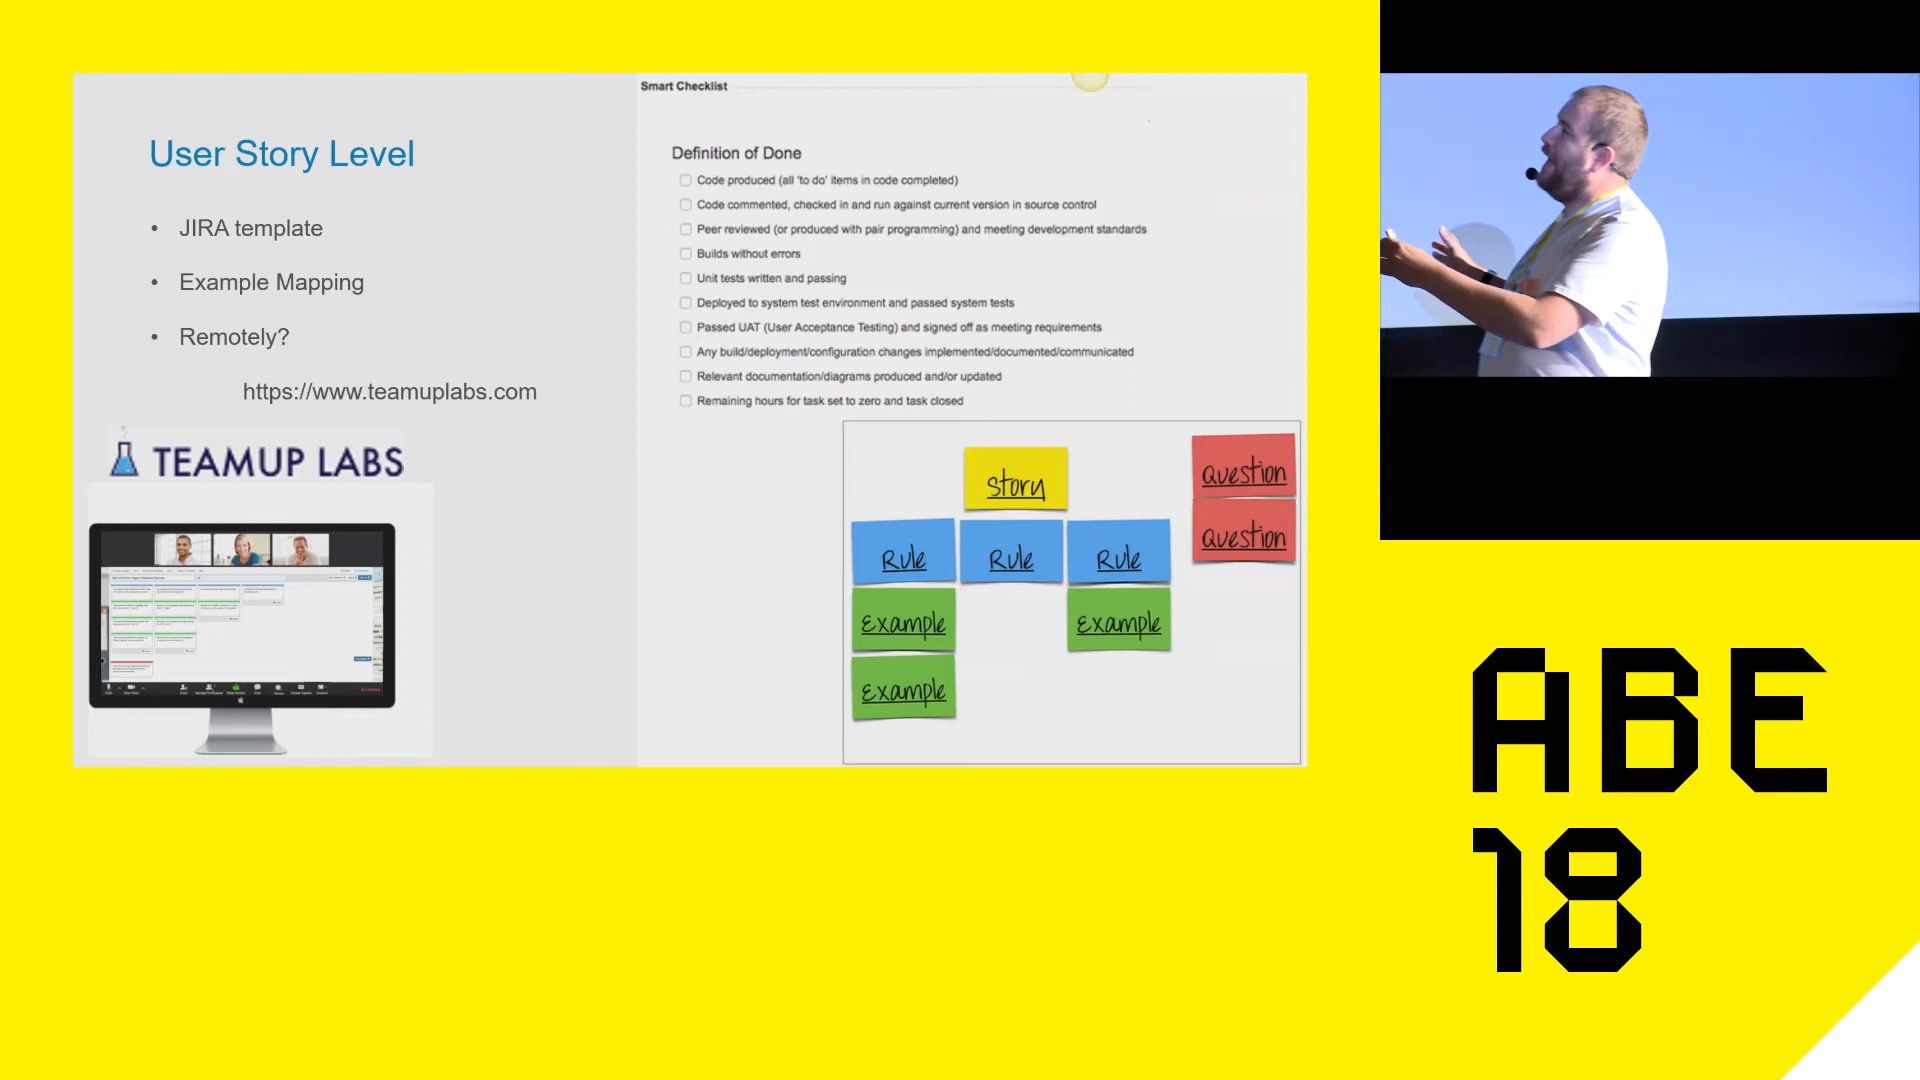 User Story Level
• JIRA template
• Example Mapping
• Remotely?
https://www.teamuplabs.com
TEAMUP LABS
Smart Checklist
Definition of Done
Code produced (all 'to do' items in code completed)
Code commented, checked in and run against current version in source control
Peer reviewed (or produced with pair programming) and meeting development standards
Builds without errors
Unit tests written and passing
Deployed to system test environment and passed system tests
Passed UAT (User Acceptance Testing) and signed off as meeting requirements
Any build/deployment/configuration changes implemented/documented/communicated
Relevant documentation/diagrams produced and/or updated
Remaining hours for task set to zero and task closed
Story
Question
Question
Rule Rule Rule
Example Example
Example
ABE
18